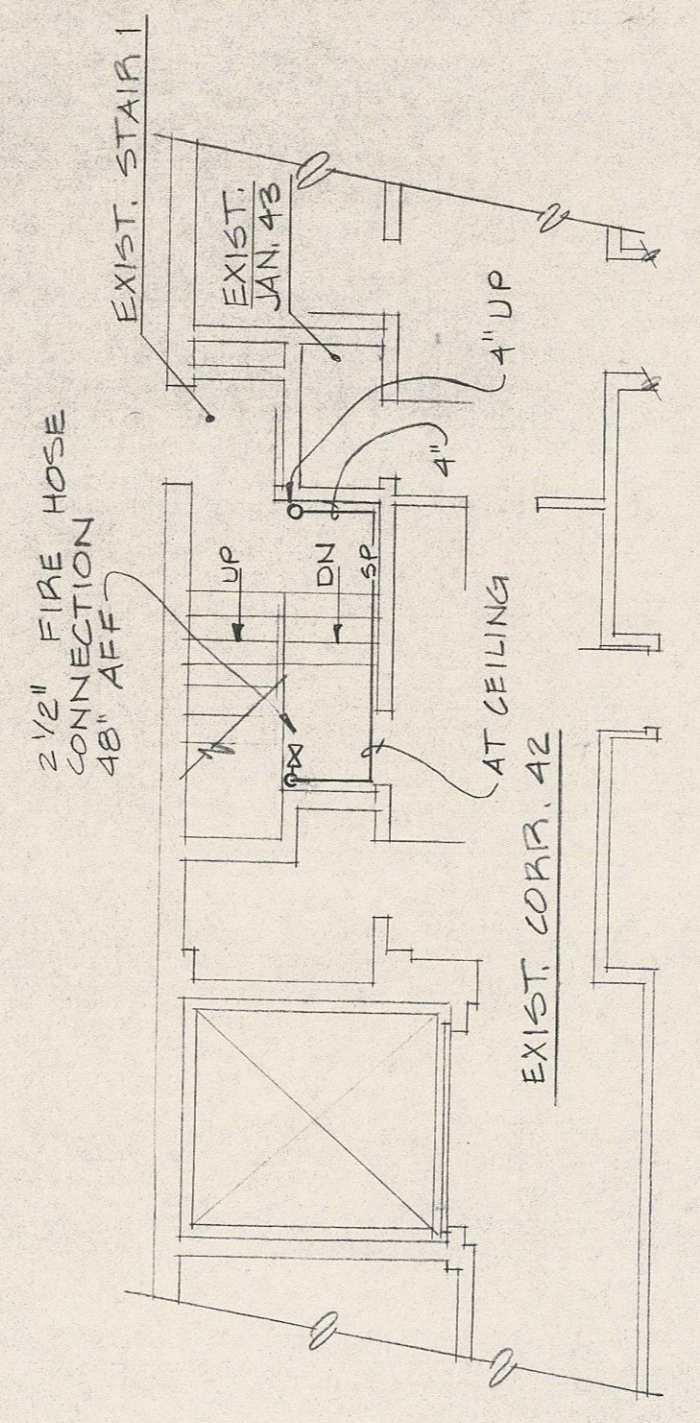 EXIST. STAIR 1
EXIST.
JAN. 43
2 1/2" FIRE HOSE
CONNECTION
48" AFF
4" UP
4"
UP
DN
SP
AT CEILING
EXIST. CORR. 42